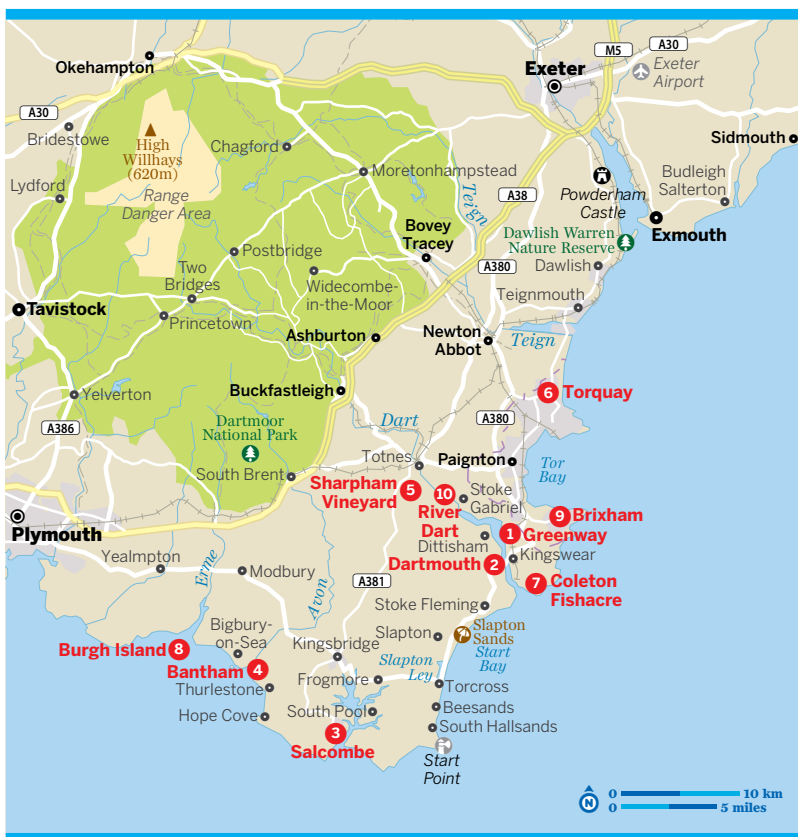 M5
A30
Okehampton
Exeter
Exeter
Airport
A30
Bridestowe
High
Willhays
(620m)
Chagford
Sidmouth
Moretonhampstead
Lydford
Range
Danger Area
Teign
A38
Powderham
Castle
Budleigh
Salterton
Bovey
Tracey
Dawlish Warren
Nature Reserve
Exmouth
Postbridge
A380
Dawlish
Two
Bridges
Widecombe-
in-the-Moor
Teignmouth
Tavistock
Princetown
Ashburton
Newton
Abbot
Teign
Yelverton
Buckfastleigh
6 Torquay
A386
Dartmoor
National Park
Dart
A380
Totnes
Paignton
Tor
Bay
South Brent
Sharpham
Vineyard
5
10
River
Dart
Stoke
Gabriel
9 Brixham
Plymouth
1 Greenway
Dittisham
Kingswear
Yealmpton
Erme
Modbury
Avon
A381
Dartmouth 2
7 Coleton
Fishacre
Stoke Fleming
Slapton
Slapton
Sands
Start
Bay
Bigbury-
on-Sea
Kingsbridge
Burgh Island 8
Bantham 4
Slapton
Ley
Thurlestone
Frogmore
Torcross
Hope Cove
South Pool
Beesands
South Hallsands
3
Salcombe
Start
Point
N
0 10 km
0 5 miles